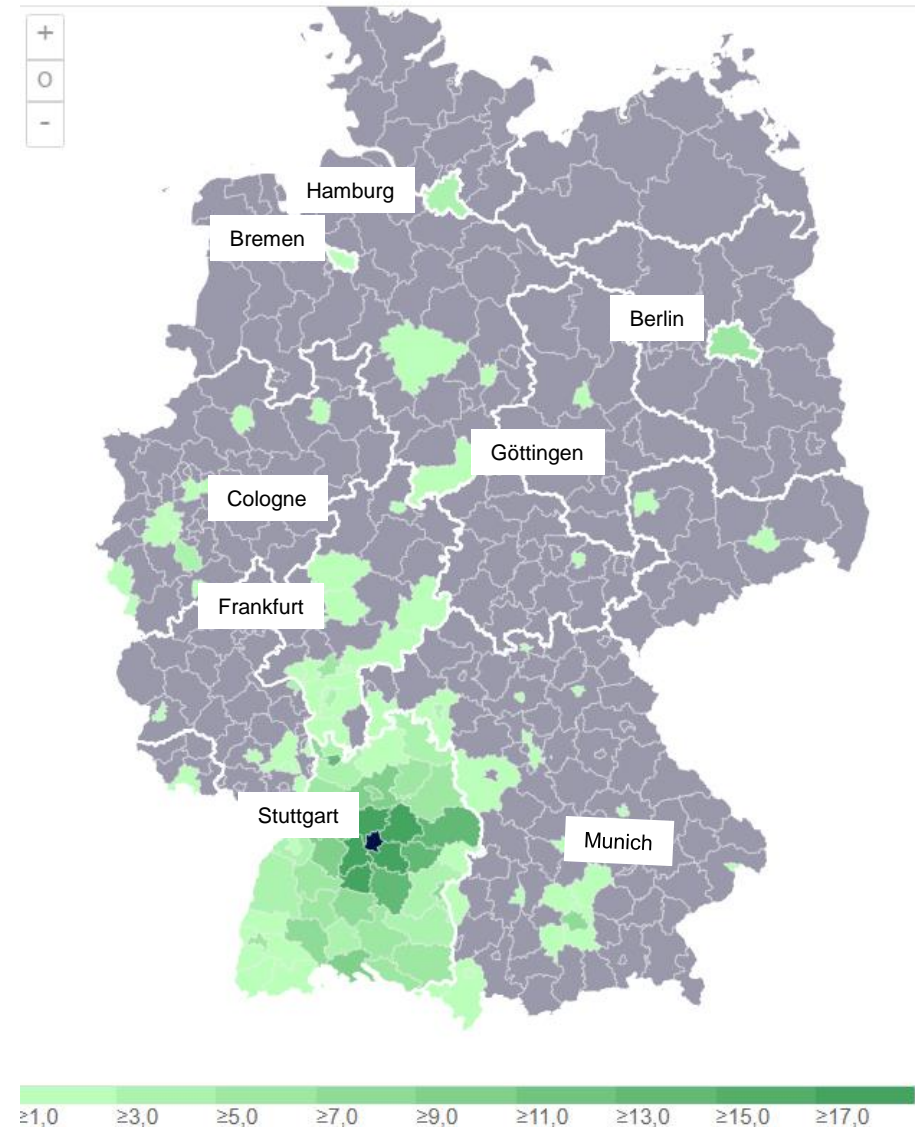 +
O
-
Hamburg
Bremen
Berlin
Göttingen
Cologne
Frankfurt
Stuttgart
Munich
≥1,0 ≥3,0 ≥5,0 ≥7,0 ≥9,0 ≥11,0 ≥13,0 ≥15,0 ≥17,0